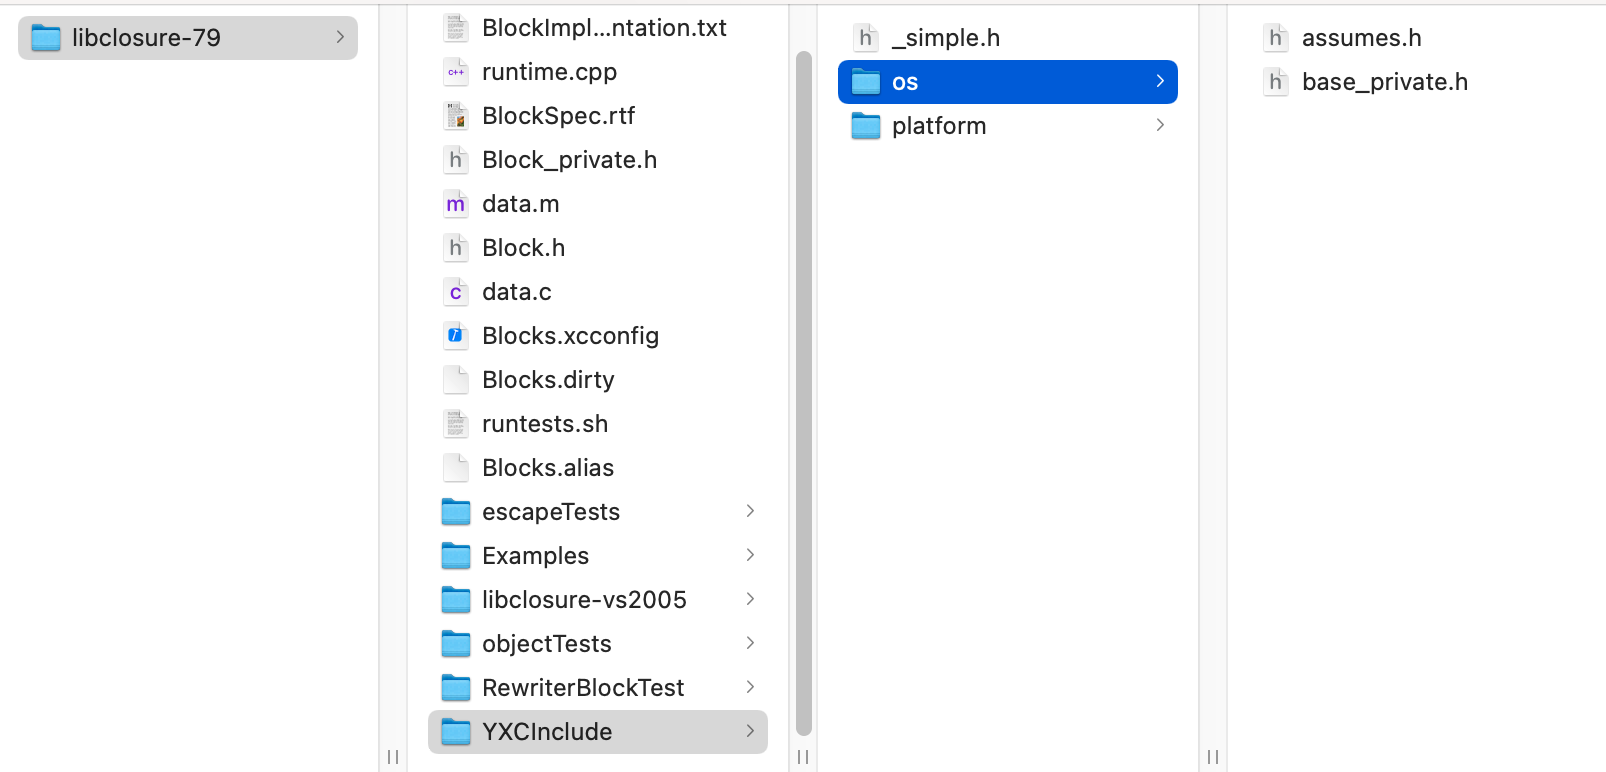 libclosure-79
BlockImpl...ntation.txt
runtime.cpp
BlockSpec.rtf
Block_private.h
data.m
Block.h
data.c
Blocks.xcconfig
Blocks.dirty
runtests.sh
Blocks.alias
escapeTests
Examples
libclosure-vs2005
objectTests
RewriterBlockTest
YXCInclude
_simple.h
os
platform
assumes.h
base_private.h